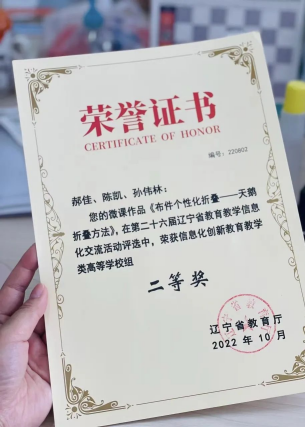 荣誉证书
CERTIFICATE OF HONOR
编号：220802
郝佳、陈凯、孙伟林：
您的微课作品《布件个性化折叠——天鹅
折叠方法》，在第二十六届辽宁省教育教学信息
化交流活动评选中，荣获信息化创新教育教学
类高等学校组
二等奖
辽宁省教育厅
2022 年 10 月